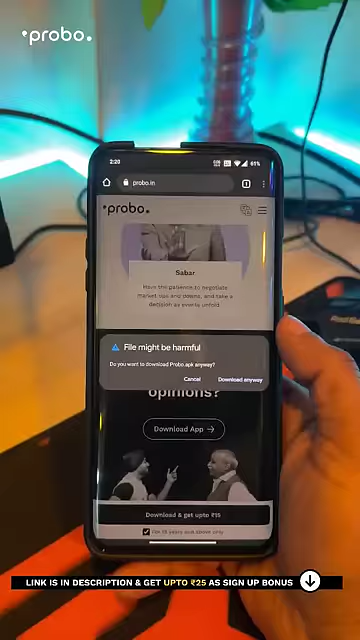 probo.
2:20
61%
probo.in
1
probo.
Sabar
Have the patience to negotiate
market ups and downs, and take a
decision as events unfold.
File might be harmful
Do you want to download Probo.apk anyway?
Cancel
Download anyway
opinions?
Download App →
Download & get upto ₹15
years and above only
LINK IS IN DESCRIPTION & GET UPTO ₹25 AS SIGN UP BONUS